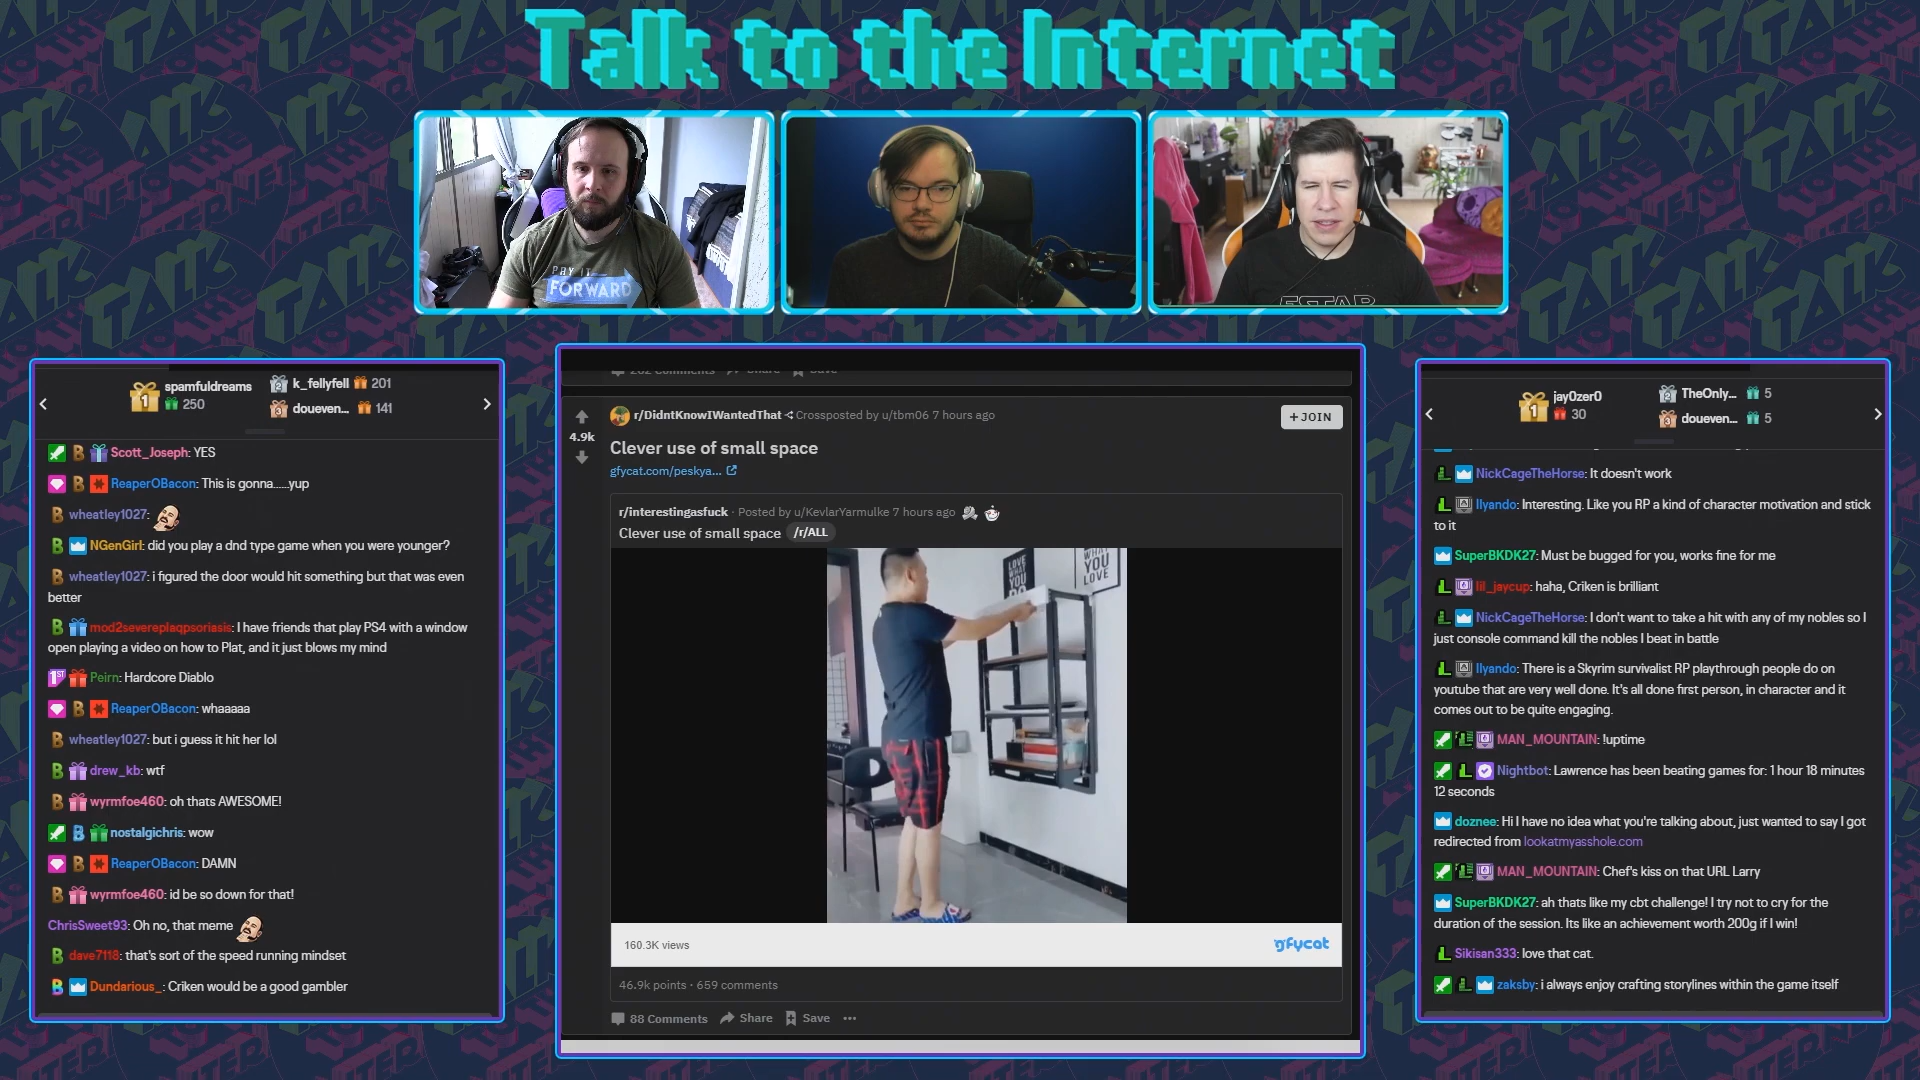 Talk to the Internet
PAY IT
FORWARD
spamfuldreams
250
k_fellyfell 201
doueven... 141
Scott_Joseph: YES
ReaperOBacon: This is gonna......yup
wheatley1027:
NGenGirl: did you play a dnd type game when you were younger?
wheatley1027: i figured the door would hit something but that was even
better
mod2severeplaqpsoriasis: I have friends that play PS4 with a window
open playing a video on how to Plat, and it just blows my mind
Peirn: Hardcore Diablo
ReaperOBacon: whaaaaa
wheatley1027: but i guess it hit her lol
drew_kb: wtf
wyrmfoe460: oh thats AWESOME!
nostalgichris: wow
ReaperOBacon: DAMN
wyrmfoe460: id be so down for that!
ChrisSweet93: Oh no, that meme
dave7118: that's sort of the speed running mindset
Dundarious_: Criken would be a good gambler
262 Comments Share Save
r/DidntKnowIWantedThat Crossposted by u/tbm06 7 hours ago
+ JOIN
4.9k
Clever use of small space
gfycat.com/peskya...
r/interestingasfuck · Posted by u/KevlarYarmulke 7 hours ago
Clever use of small space /r/ALL
LOVE
WHAT
YOU
DO
WHAT
YOU
LOVE
160.3K views
gfycat
46.9k points · 659 comments
88 Comments Share Save ...
jay0zer0
30
TheOnly... 5
doueven... 5
NickCageTheHorse: It doesn't work
Ilyando: Interesting. Like you RP a kind of character motivation and stick
to it
SuperBKDK27: Must be bugged for you, works fine for me
lil_jaycup: haha, Criken is brilliant
NickCageTheHorse: I don't want to take a hit with any of my nobles so I
just console command kill the nobles I beat in battle
Ilyando: There is a Skyrim survivalist RP playthrough people do on
youtube that are very well done. It's all done first person, in character and it
comes out to be quite engaging.
MAN_MOUNTAIN: !uptime
Nightbot: Lawrence has been beating games for: 1 hour 18 minutes
12 seconds
doznee: Hi I have no idea what you're talking about, just wanted to say I got
redirected from lookatmyasshole.com
MAN_MOUNTAIN: Chef's kiss on that URL Larry
SuperBKDK27: ah thats like my cbt challenge! I try not to cry for the
duration of the session. Its like an achievement worth 200g if I win!
Sikisan333: love that cat.
zaksby: i always enjoy crafting storylines within the game itself